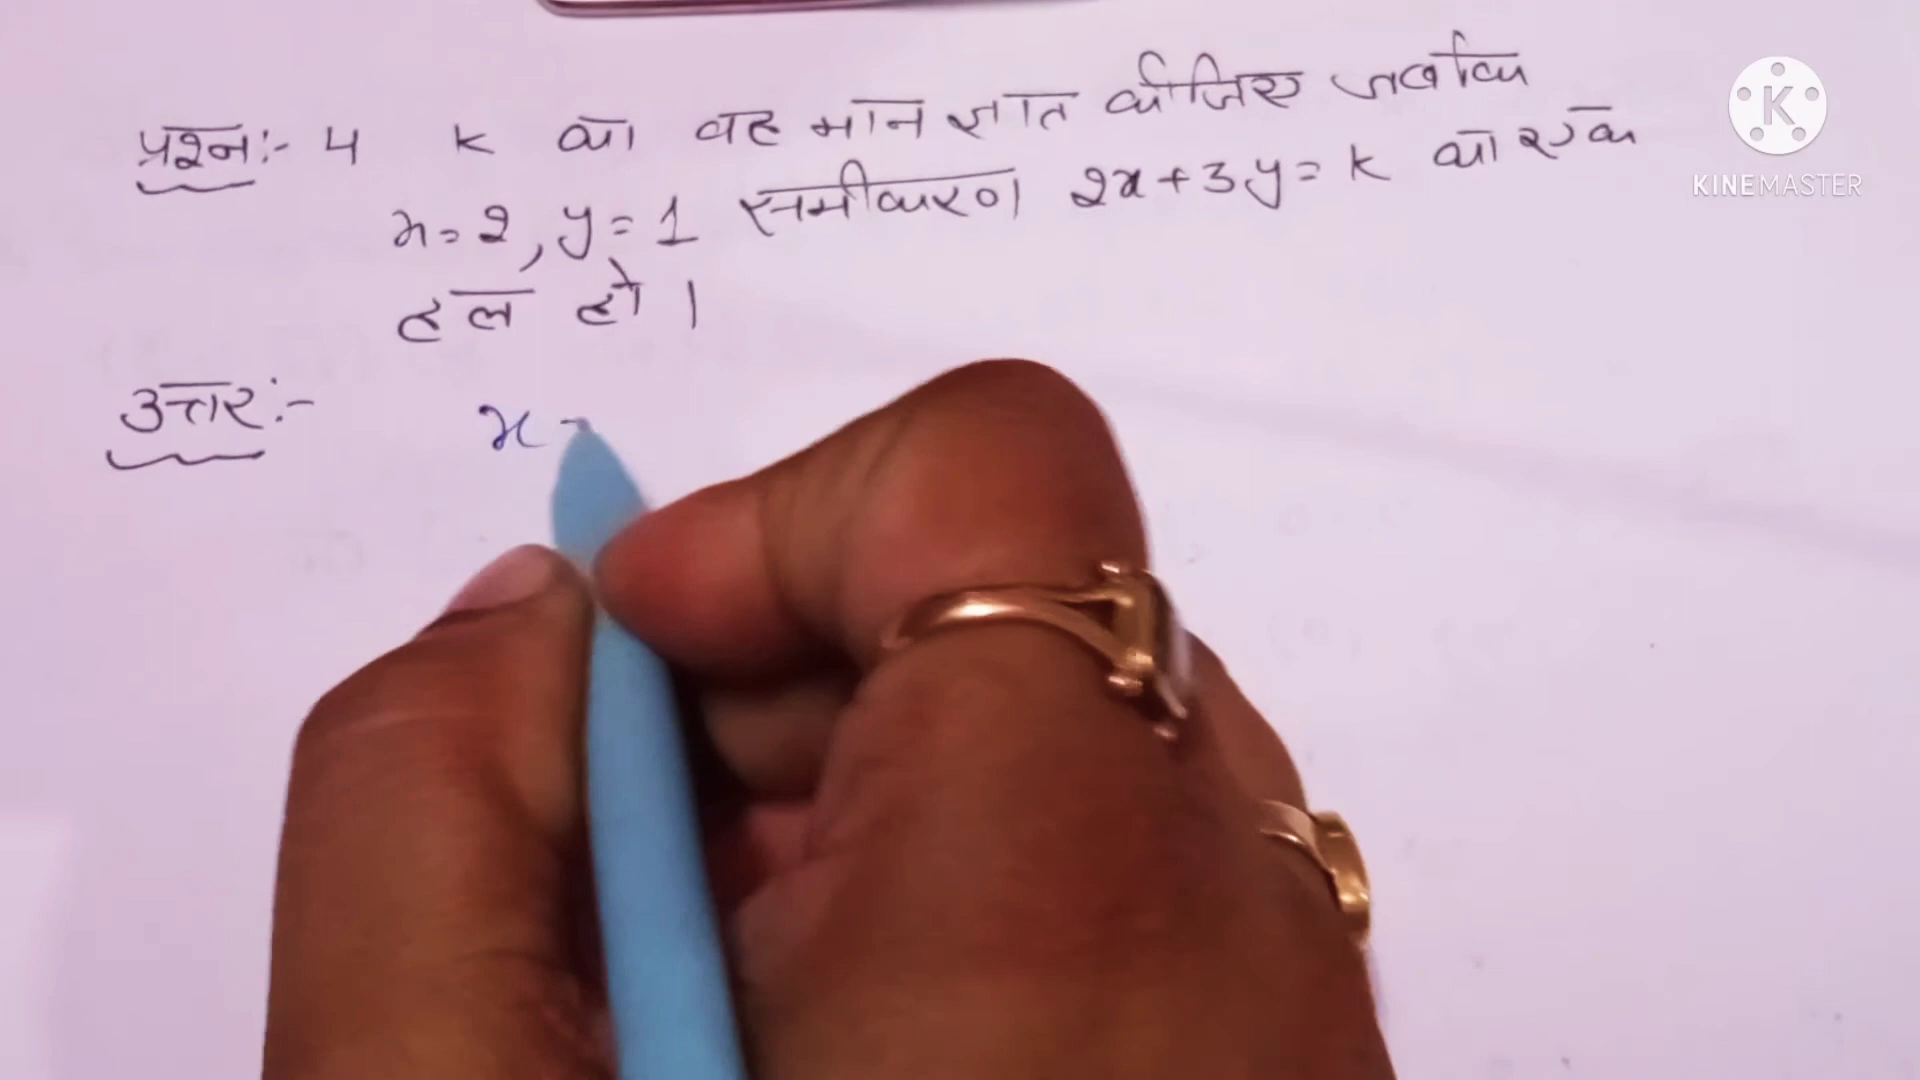 प्रश्न:- 4 K का वह मान ज्ञात कीजिए जबकि
x=2, y=1 समीकरण 2x+3y=k का एक
हल हो।
उत्तर:- x =
K
KINEMASTER